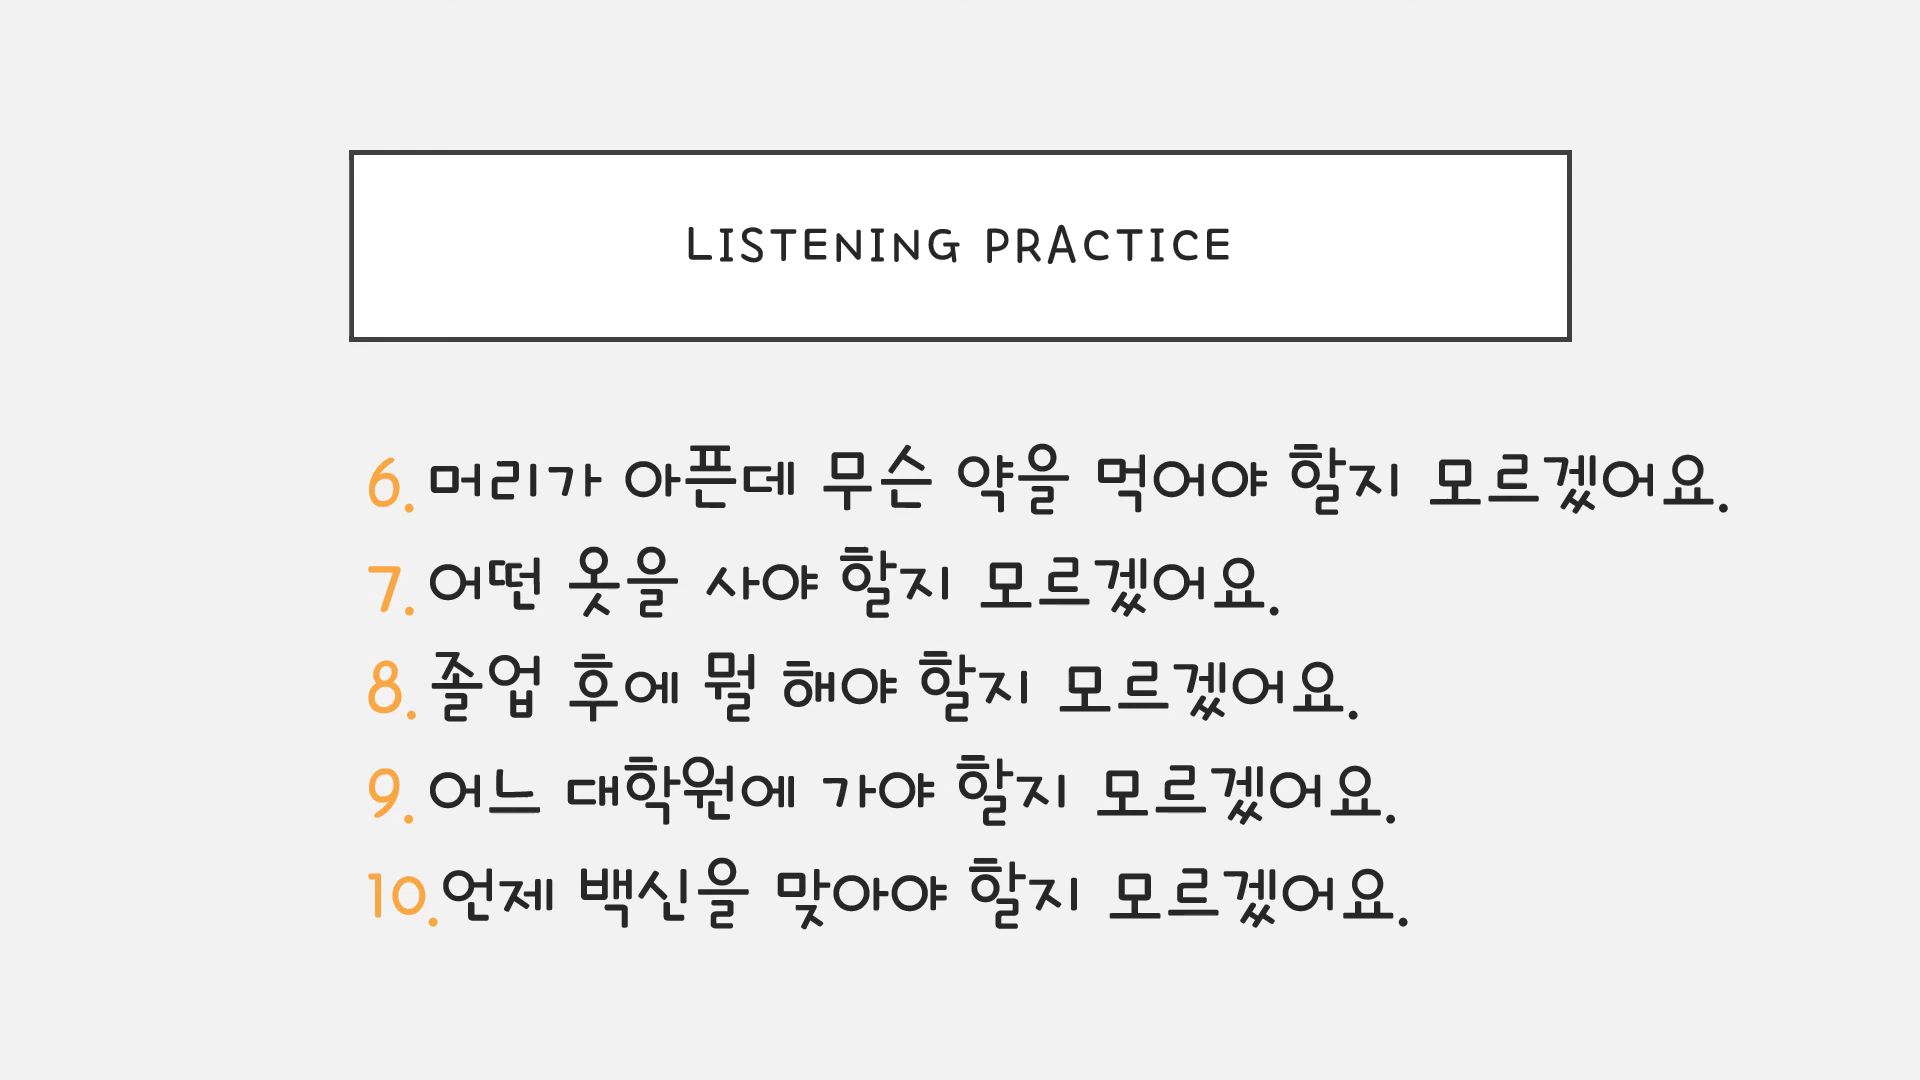 LISTENING PRACTICE
6. 머리가 아픈데 무슨 약을 먹어야 할지 모르겠어요.
7. 어떤 옷을 사야 할지 모르겠어요.
8. 졸업 후에 뭘 해야 할지 모르겠어요.
9. 어느 대학원에 가야 할지 모르겠어요.
10. 언제 백신을 맞아야 할지 모르겠어요.